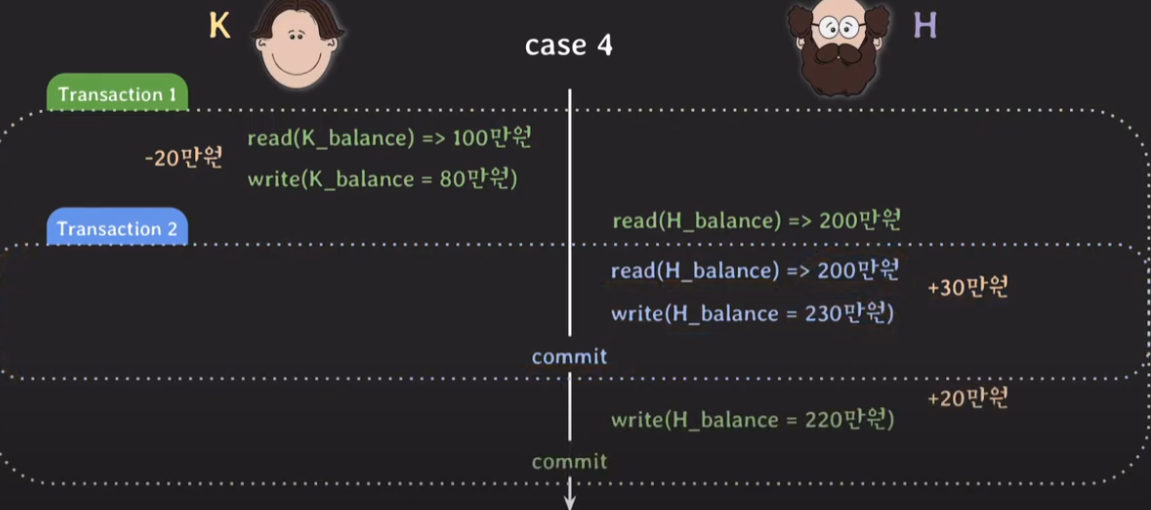 K
case 4
H
Transaction 1
read(K_balance) => 100만원
-20만원
write(K_balance = 80만원)
read(H_balance) => 200만원
Transaction 2
read(H_balance) => 200만원
+30만원
write(H_balance = 230만원)
commit
+20만원
write(H_balance = 220만원)
commit